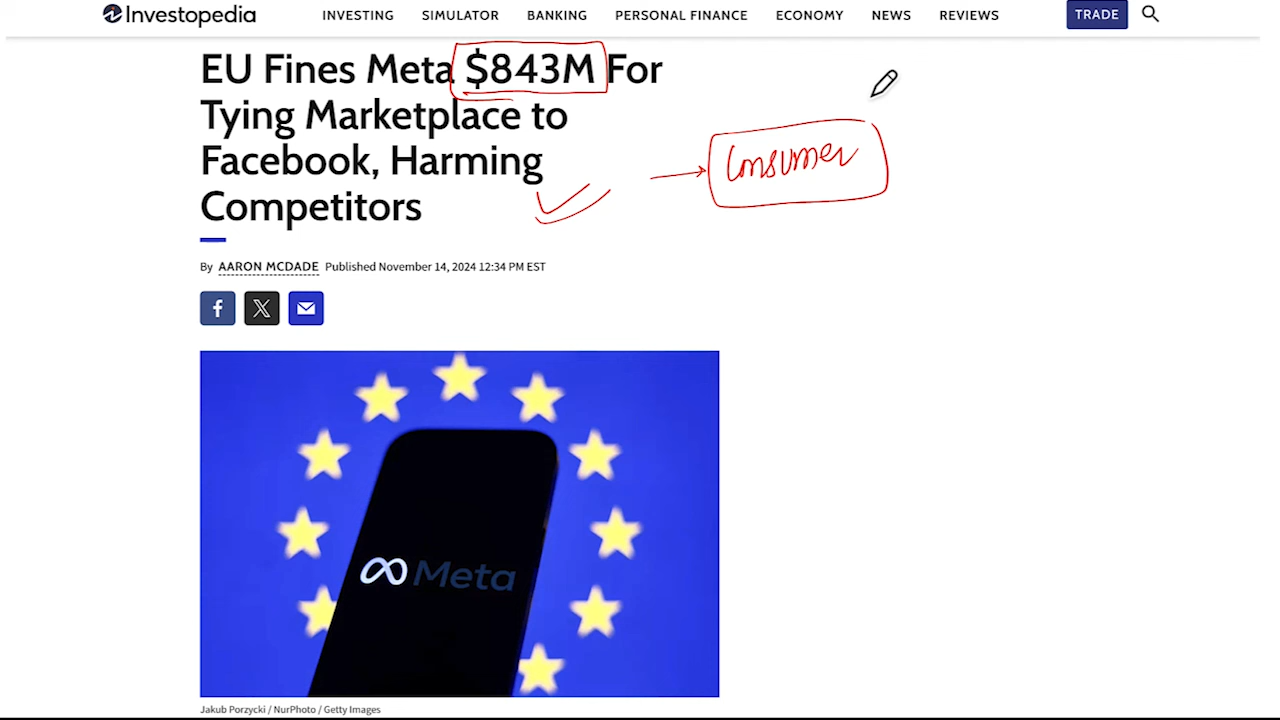 Investopedia
INVESTING SIMULATOR BANKING PERSONAL FINANCE ECONOMY NEWS REVIEWS TRADE
EU Fines Meta $843M For
Tying Marketplace to
Facebook, Harming
Competitors
Consumer
By AARON MCDADE Published November 14, 2024 12:34 PM EST
Meta
Jakub Porzycki / NurPhoto / Getty Images